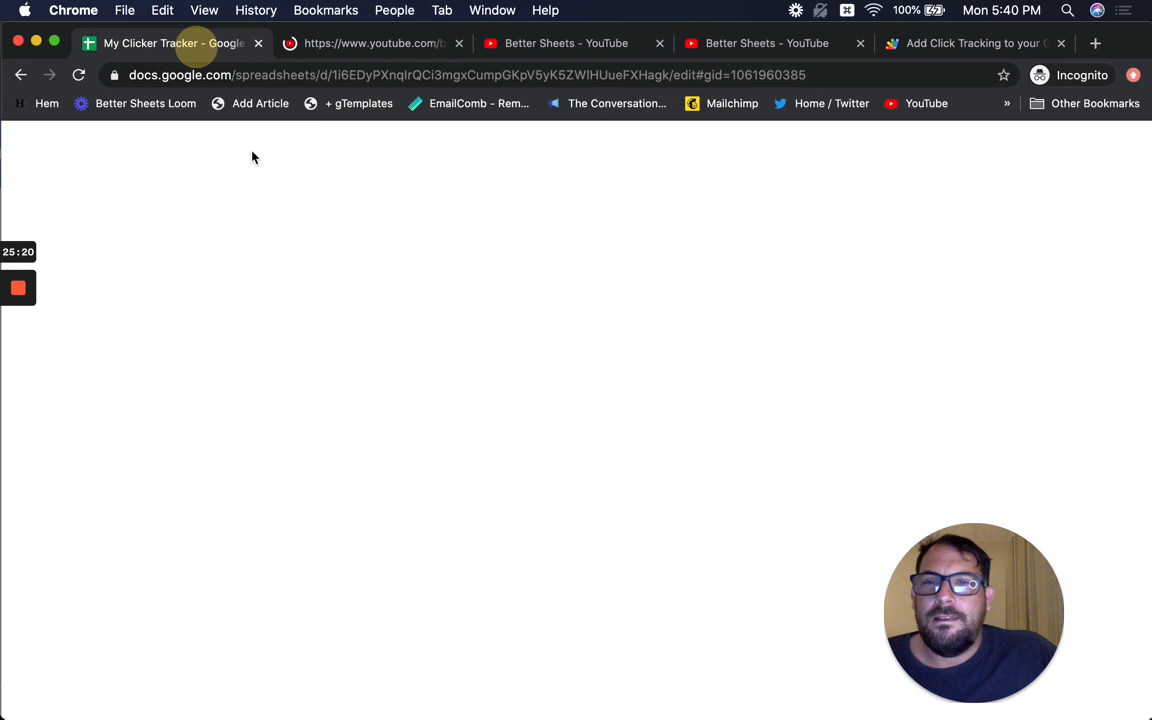 Chrome File Edit View History Bookmarks People Tab Window Help 100% Mon 5:40 PM
My Clicker Tracker - Google https://www.youtube.com/b Better Sheets - YouTube Better Sheets - YouTube Add Click Tracking to your G
docs.google.com/spreadsheets/d/1i6EDyPXnqIrQCi3mgxCumpGKpV5yK5ZWlHUueFXHagk/edit#gid=1061960385 Incognito
H Hem Better Sheets Loom Add Article + gTemplates EmailComb - Rem... The Conversation... Mailchimp Home / Twitter YouTube » Other Bookmarks
25:20